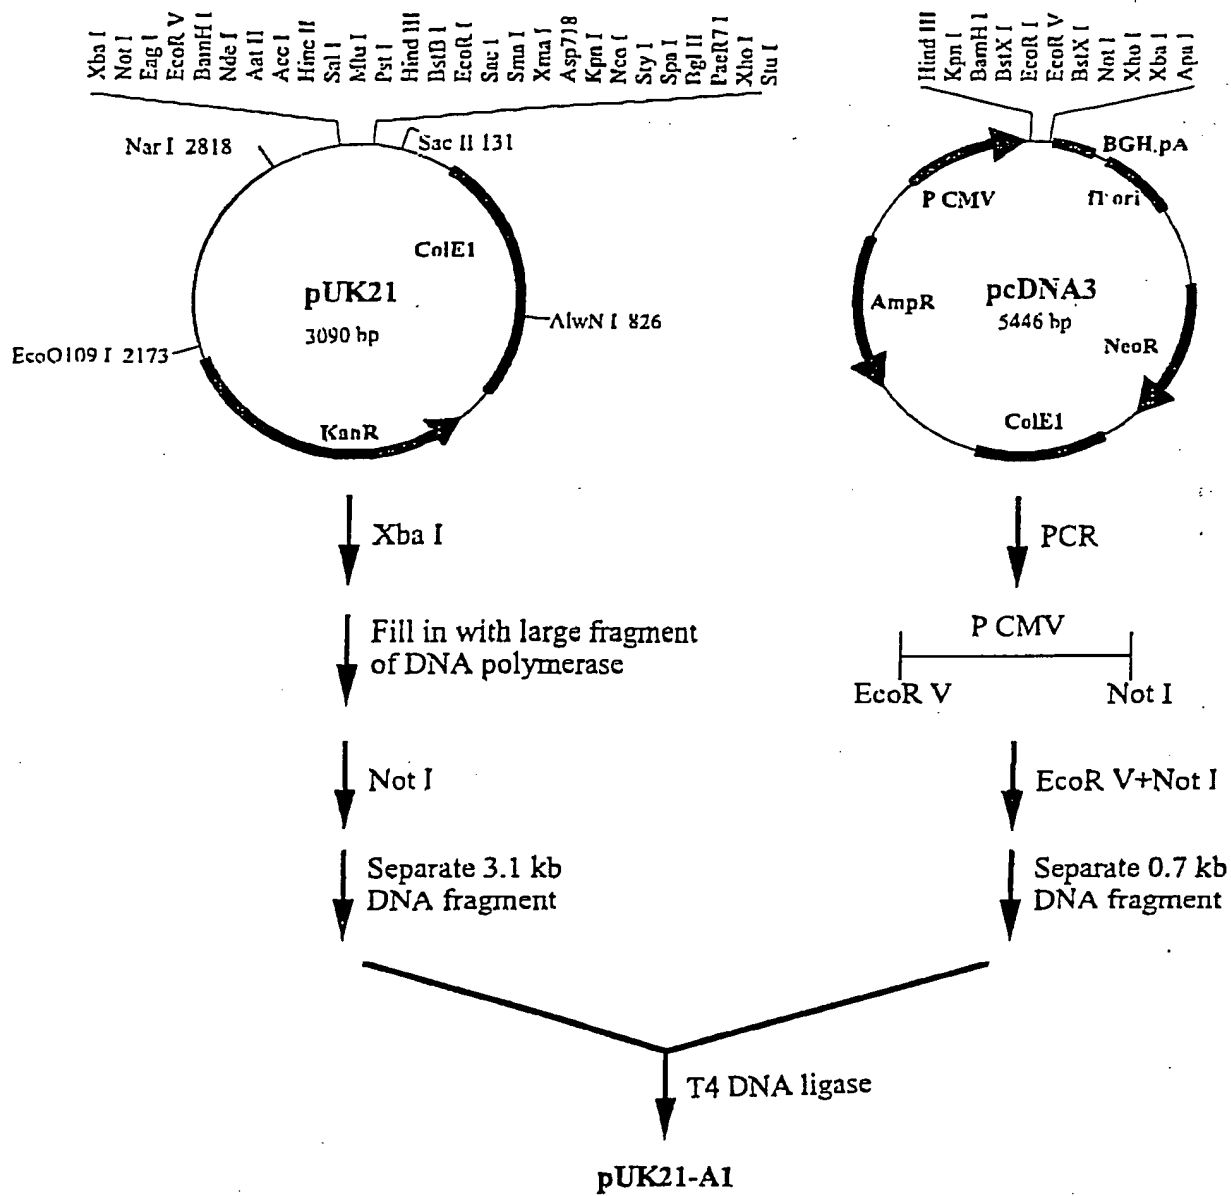 Xba I
Not I
Eag I
EcoR V
BamH I
Nde I
Aat II
Acc I
Hinc II
Sal I
Mlu I
Pst I
Hind III
BstB I
EcoR I
Sac I
Sma I
Xma I
Asp718
Kpn I
Nco I
Sty I
Spa I
Bgl II
PaeR7 I
Xho I
Stu I
Hind III
Kpn I
BamH I
BstX I
EcoR I
EcoR V
BstX I
Not I
Xho I
Xba I
Apa I
Nar I 2818
Sac II 131
ColE1
pUK21
3090 bp
AlwN I 826
EcoO109 I 2173
KanR
BGH.pA
P CMV
f1 ori
AmpR
pcDNA3
5446 bp
NeoR
ColE1
Xba I
PCR
Fill in with large fragment
of DNA polymerase
P CMV
EcoR V
Not I
Not I
EcoR V+Not I
Separate 3.1 kb
DNA fragment
Separate 0.7 kb
DNA fragment
T4 DNA ligase
pUK21-A1